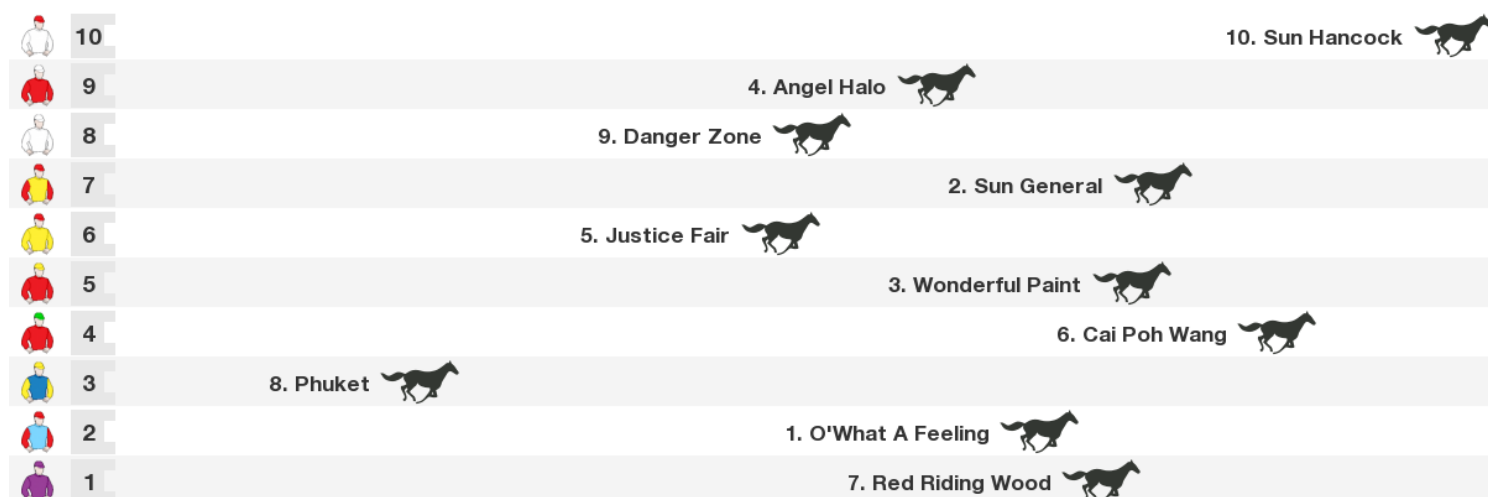 10 10. Sun Hancock
9 4. Angel Halo
8 9. Danger Zone
7 2. Sun General
6 5. Justice Fair
5 3. Wonderful Paint
4 6. Cai Poh Wang
3 8. Phuket
2 1. O'What A Feeling
1 7. Red Riding Wood